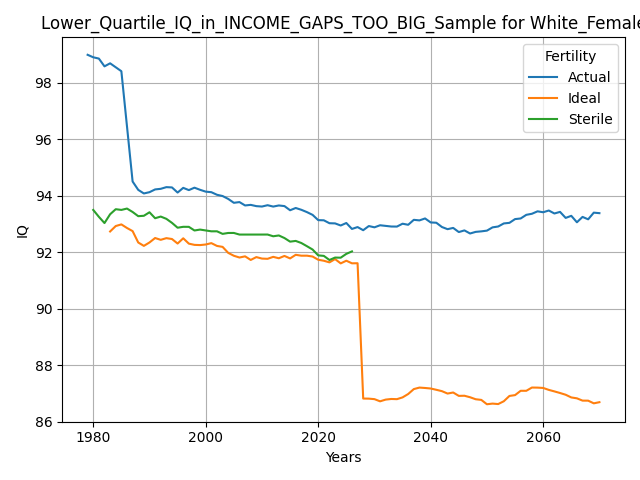 Lower_Quartile_IQ_in_INCOME_GAPS_TOO_BIG_Sample for White_Female
Fertility
Actual
Ideal
Sterile
IQ
98
96
94
92
90
88
86
1980
2000
2020
2040
2060
Years